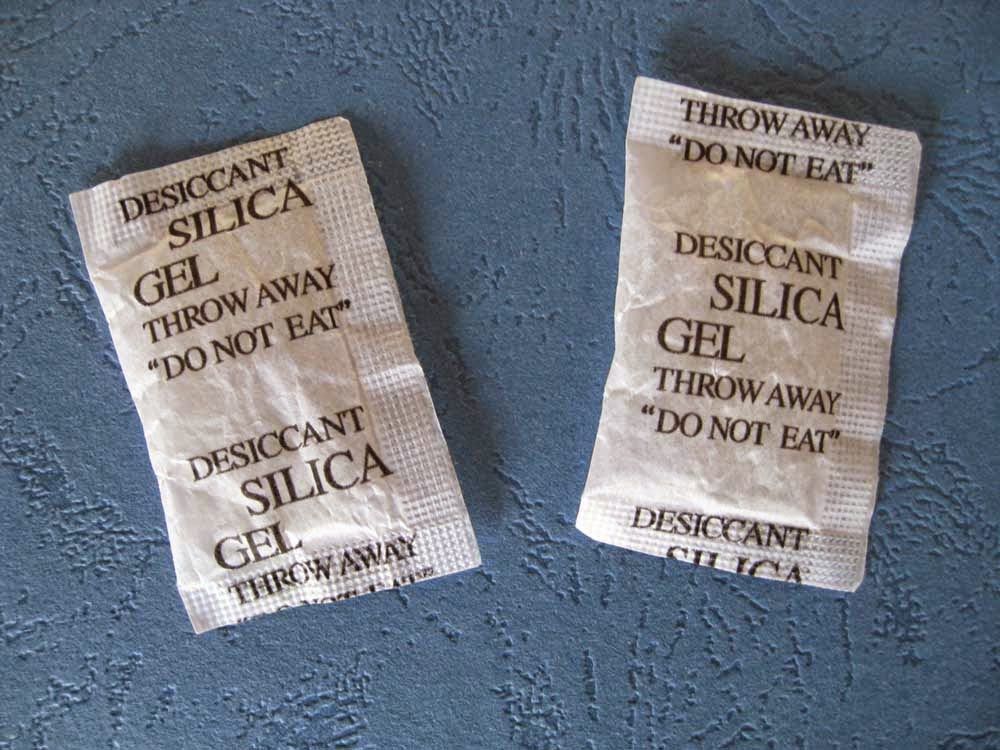 DESICCANT
SILICA
GEL
THROW AWAY
“DO NOT EAT”
DESICCANT
SILICA
GEL
THROW AWAY
THROW AWAY
“DO NOT EAT”
DESICCANT
SILICA
GEL
THROW AWAY
“DO NOT EAT”
DESICCANT
SILICA